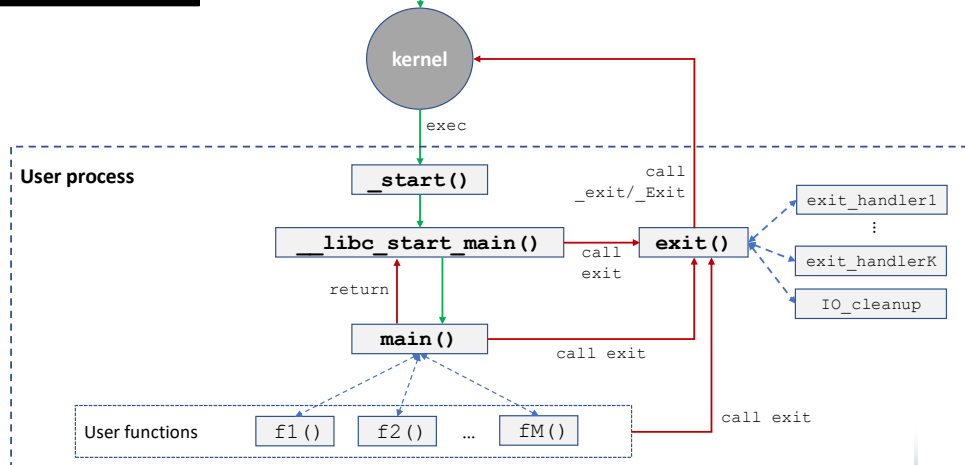 kernel
exec
User process
_start()
call
_exit/_Exit
exit_handler1
⋮
__libc_start_main()
call
exit
exit()
exit_handlerK
return
IO_cleanup
main()
call exit
call exit
User functions
f1()
f2()
…
fM()